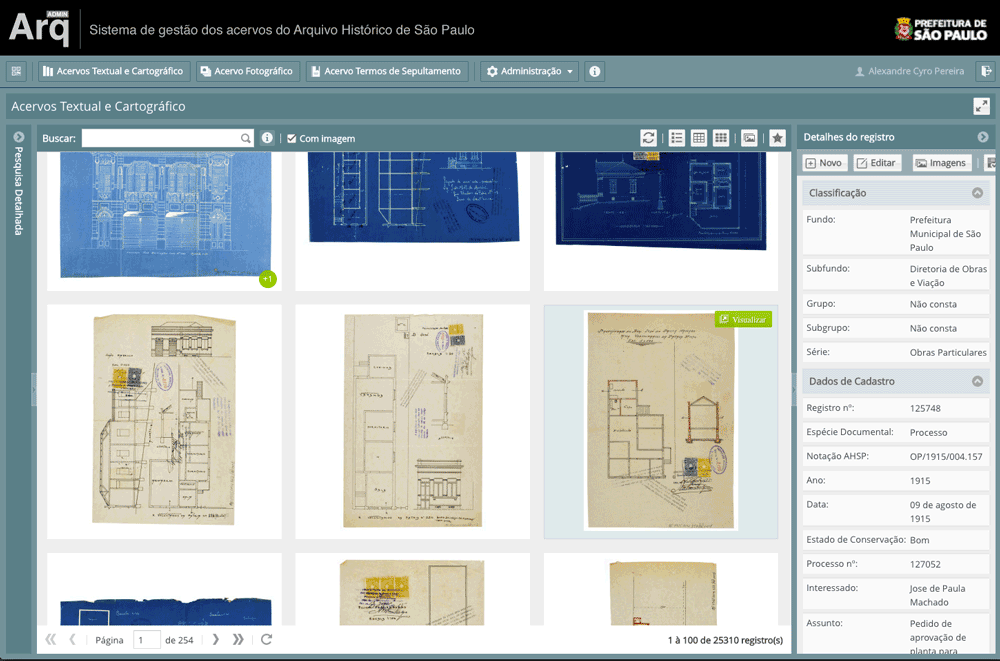 Arq ADMIN
Sistema de gestão dos acervos do Arquivo Histórico de São Paulo
PREFEITURA DE
SÃO PAULO
Acervos Textual e Cartográfico
Acervo Fotográfico
Acervo Termos de Sepultamento
Administração
Alexandre Cyro Pereira
Acervos Textual e Cartográfico
Pesquisa Detalhada
Buscar:
Com imagem
+1
Visualizar
Página 1 de 254
1 à 100 de 25310 registro(s)
Detalhes do registro
Novo
Editar
Imagens
Classificação
Fundo: Prefeitura
Municipal de São
Paulo
Subfundo: Diretoria de Obras
e Viação
Grupo: Não consta
Subgrupo: Não consta
Série: Obras Particulares
Dados de Cadastro
Registro nº: 125748
Espécie Documental: Processo
Notação AHSP: OP/1915/004.157
Ano: 1915
Data: 09 de agosto de
1915
Estado de Conservação: Bom
Processo nº: 127052
Interessado: Jose de Paula
Machado
Assunto: Pedido de
aprovação de
planta para